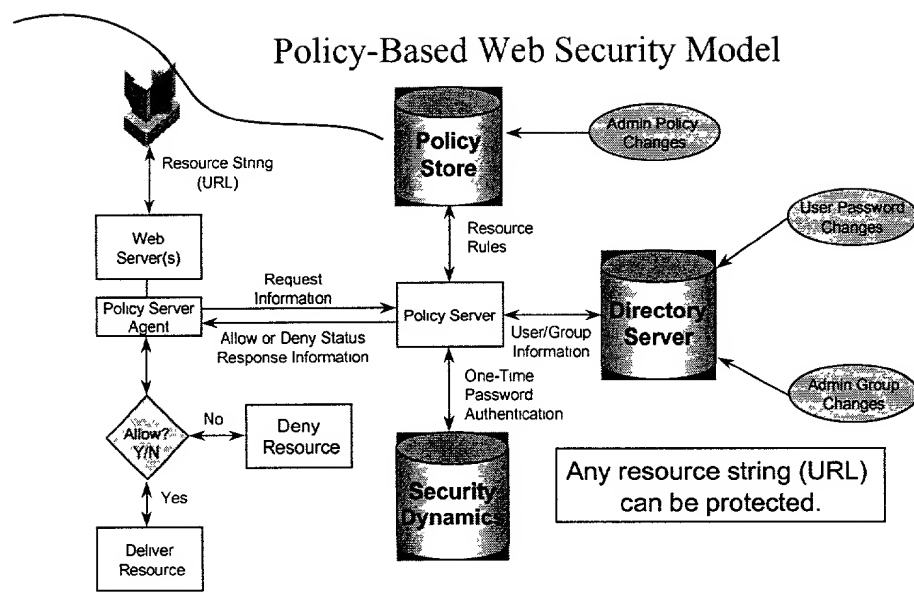 Policy-Based Web Security Model
Resource String
(URL)
Policy
Store
Admin Policy
Changes
Web
Server(s)
Resource
Rules
User Password
Changes
Request
Information
Policy Server
Agent
Policy Server
Directory
Server
Allow or Deny Status
Response Information
User/Group
Information
One-Time
Password
Authentication
Admin Group
Changes
Allow?
Y/N
No
Deny
Resource
Yes
Security
Dynamics
Any resource string (URL)
can be protected.
Deliver
Resource